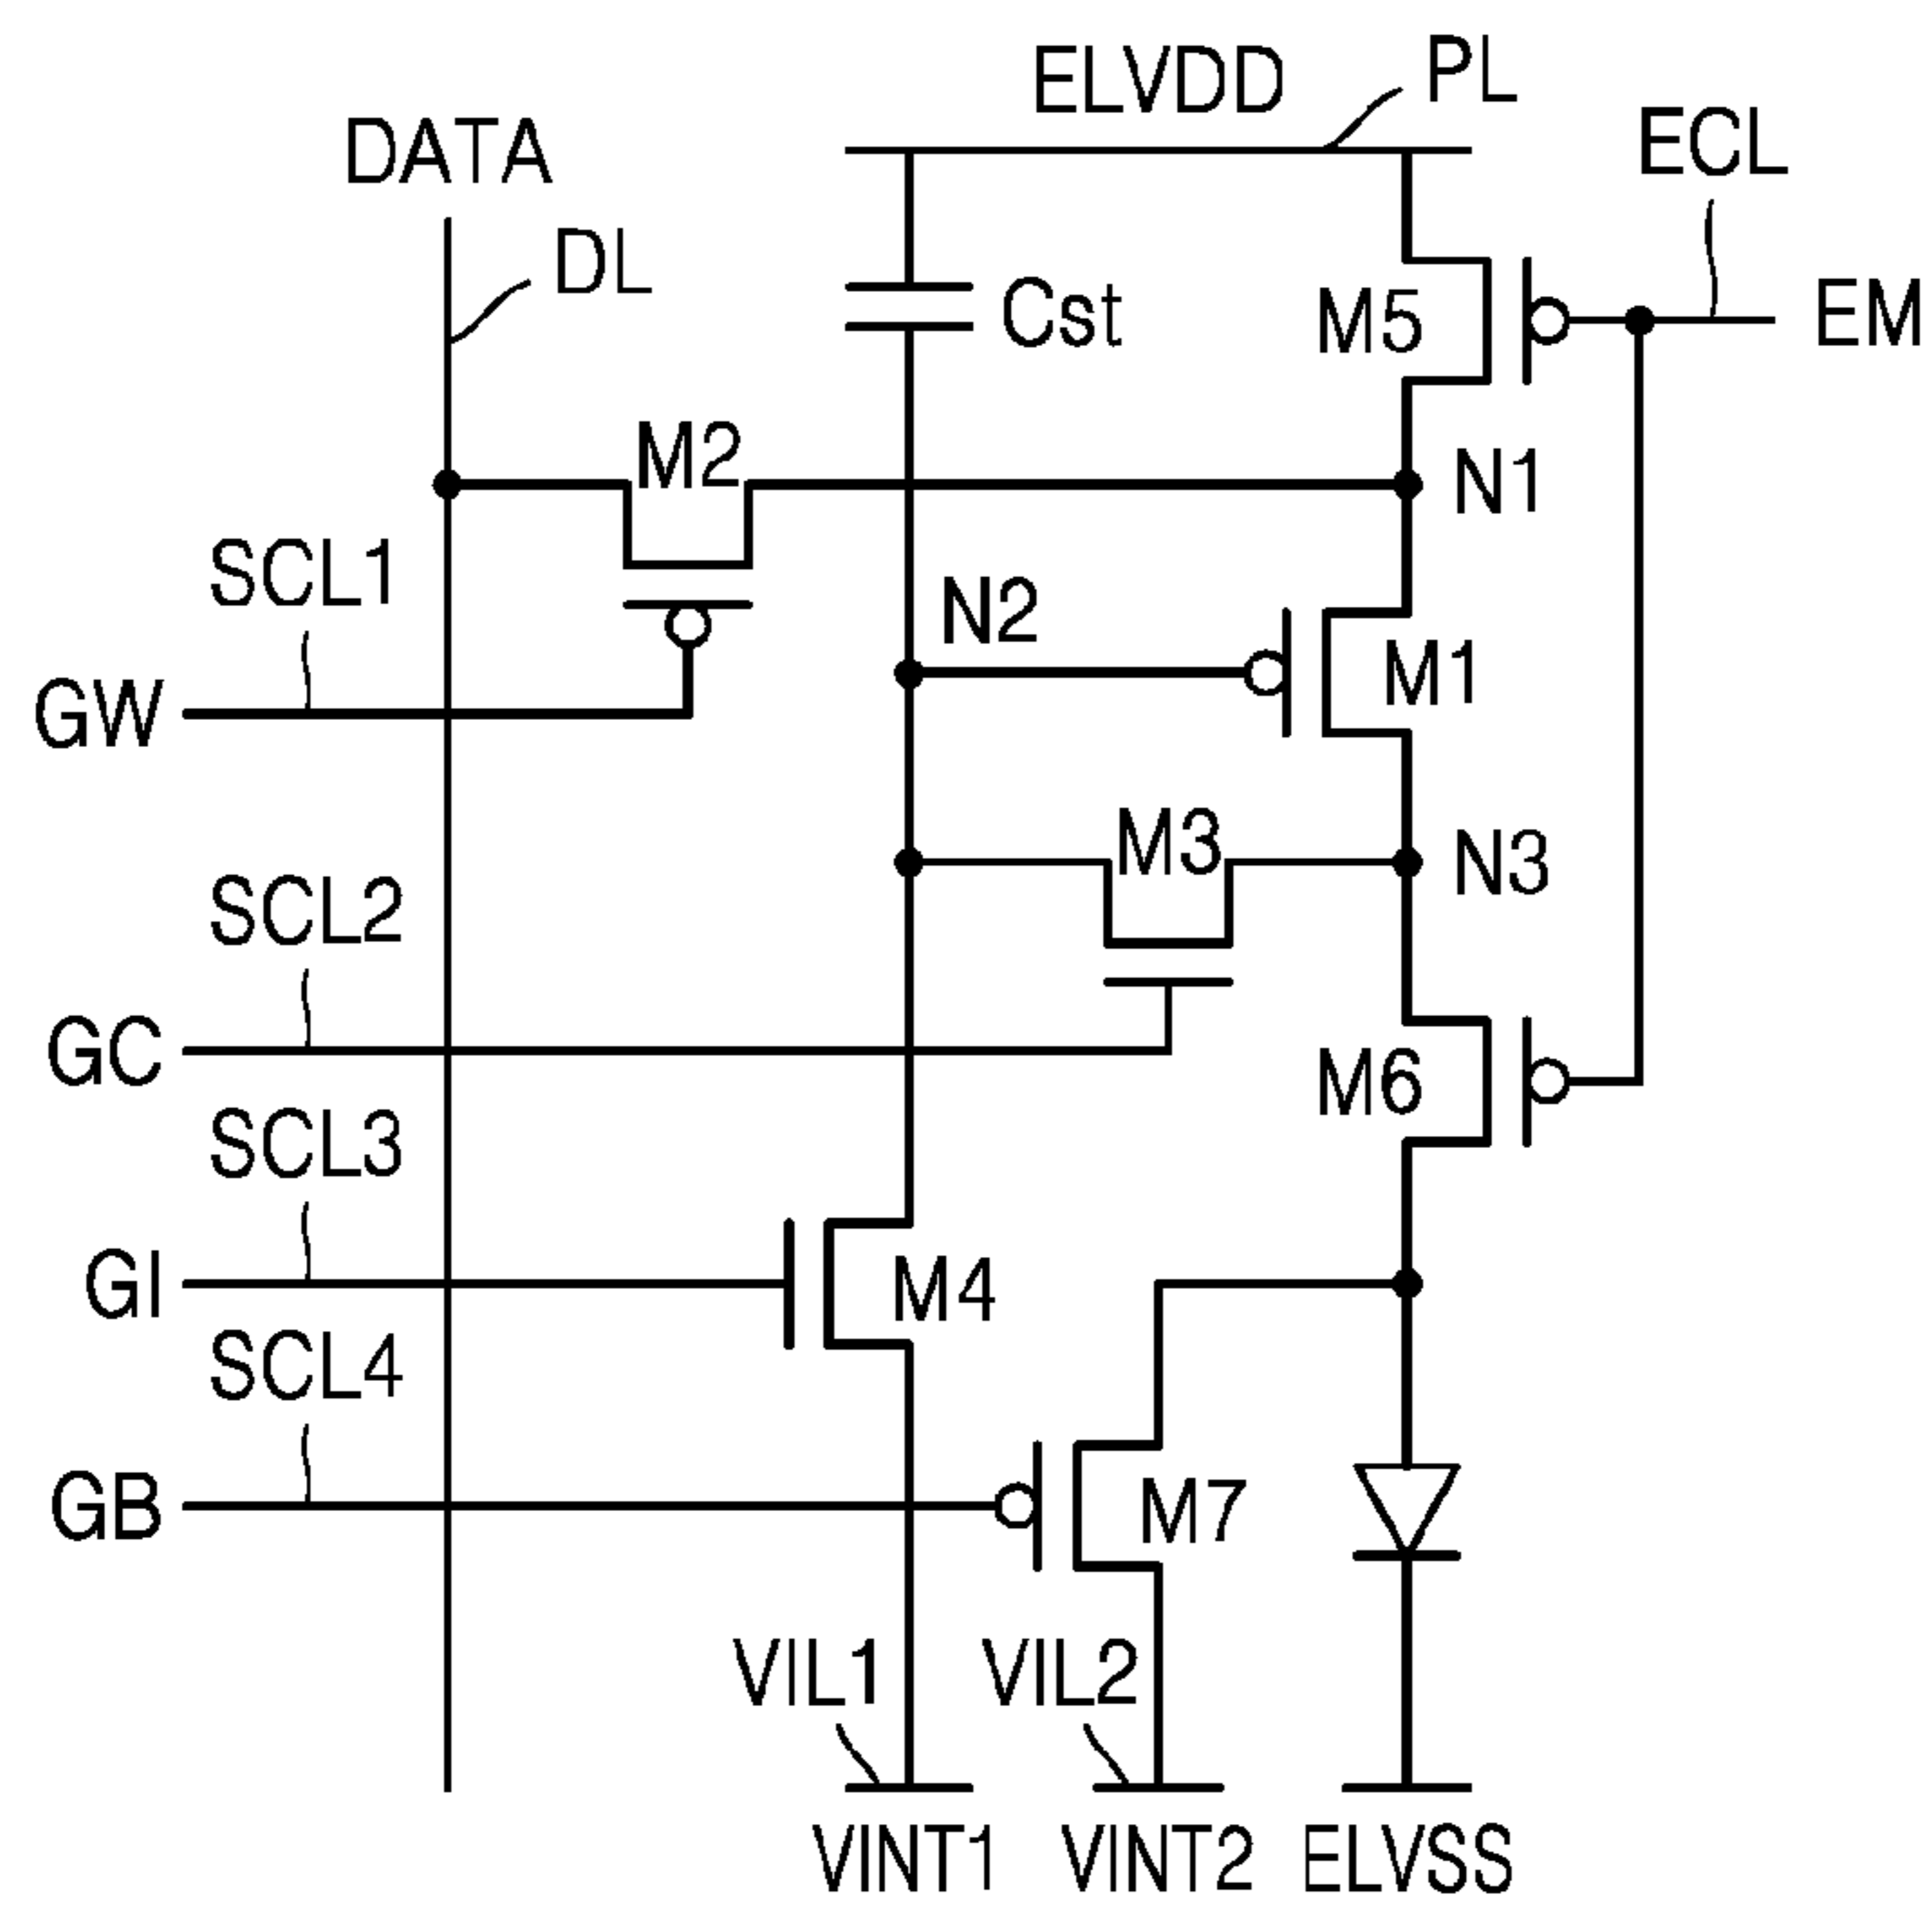 ELVDD
PL
ECL
DATA
DL
Cst
M5
EM
M2
N1
SCL1
N2
M1
GW
M3
N3
SCL2
GC
M6
SCL3
GI
M4
SCL4
GB
M7
VIL1
VIL2
VINT1
VINT2
ELVSS